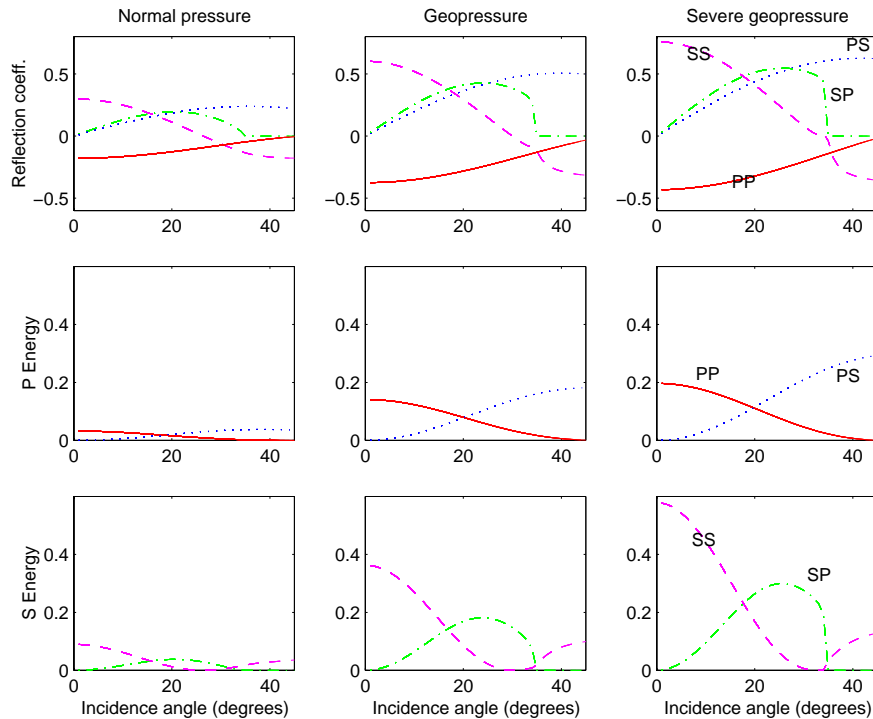 Normal pressure
Geopressure
Severe geopressure
Reflection coeff.
0.5
0
−0.5
0 20 40
0.5
0
−0.5
0 20 40
SS
PS
SP
PP
0.5
0
−0.5
0 20 40
P Energy
0.4
0.2
0
0 20 40
0.4
0.2
0
0 20 40
PP
PS
0.4
0.2
0
0 20 40
S Energy
0.4
0.2
0
0 20 40
Incidence angle (degrees)
0.4
0.2
0
0 20 40
Incidence angle (degrees)
SS
SP
0.4
0.2
0
0 20 40
Incidence angle (degrees)